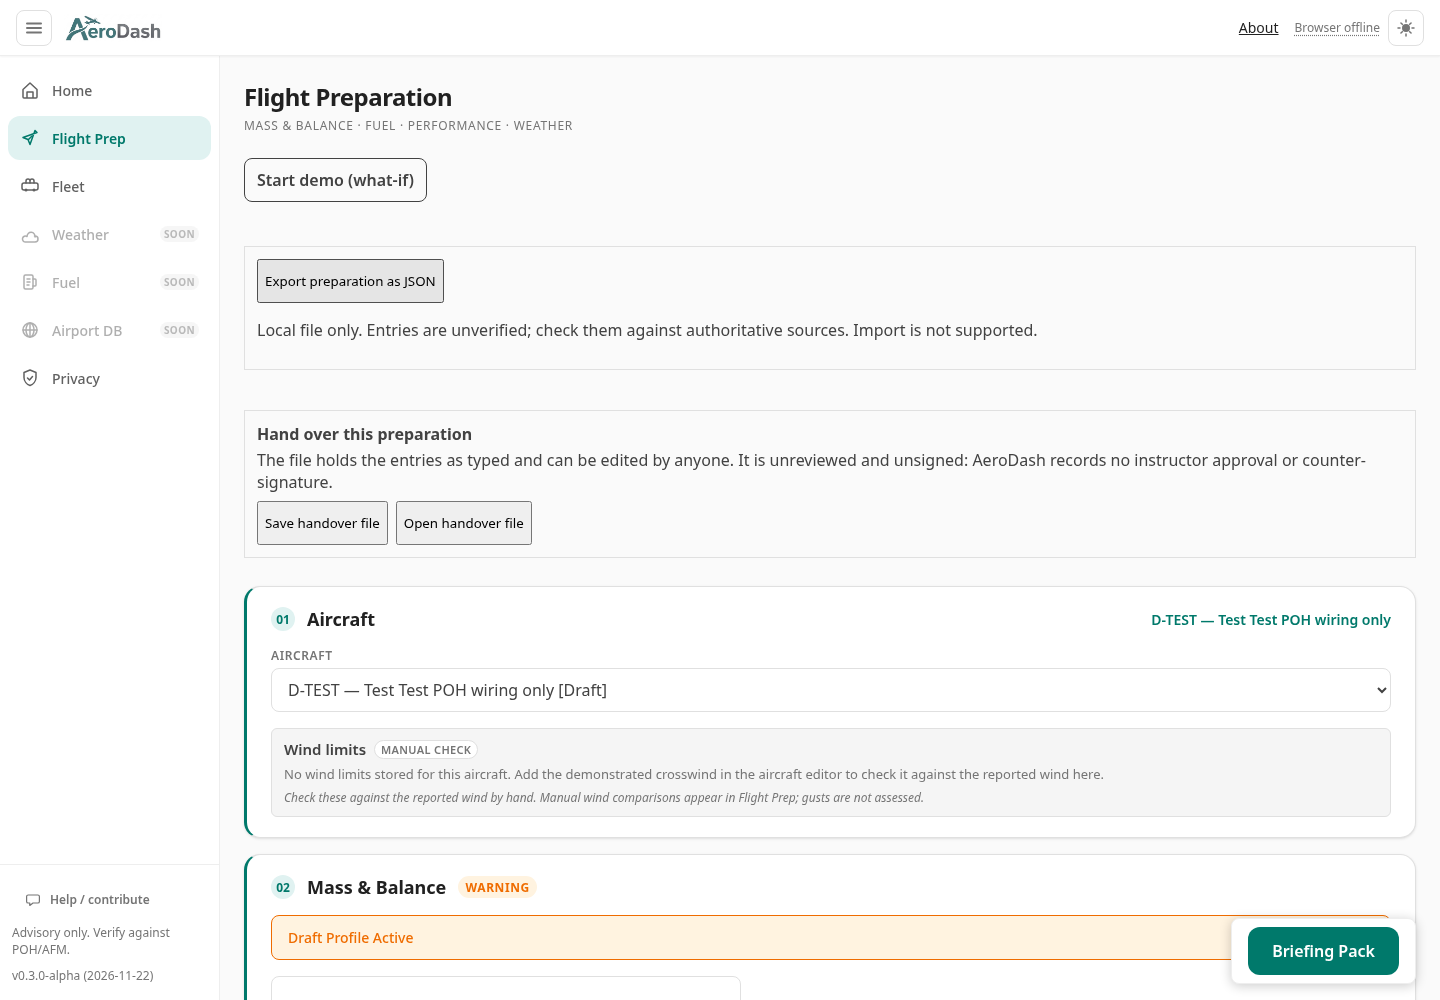 AeroDash
About
Browser offline
Home
Flight Prep
Fleet
Weather SOON
Fuel SOON
Airport DB SOON
Privacy
Help / contribute
Advisory only. Verify against
POH/AFM.
v0.3.0-alpha (2026-11-22)
Flight Preparation
MASS & BALANCE · FUEL · PERFORMANCE · WEATHER
Start demo (what-if)
Export preparation as JSON
Local file only. Entries are unverified; check them against authoritative sources. Import is not supported.
Hand over this preparation
The file holds the entries as typed and can be edited by anyone. It is unreviewed and unsigned: AeroDash records no instructor approval or counter-
signature.
Save handover file
Open handover file
01 Aircraft
D-TEST — Test Test POH wiring only
AIRCRAFT
D-TEST — Test Test POH wiring only [Draft]
Wind limits MANUAL CHECK
No wind limits stored for this aircraft. Add the demonstrated crosswind in the aircraft editor to check it against the reported wind here.
Check these against the reported wind by hand. Manual wind comparisons appear in Flight Prep; gusts are not assessed.
02 Mass & Balance WARNING
Draft Profile Active
Briefing Pack